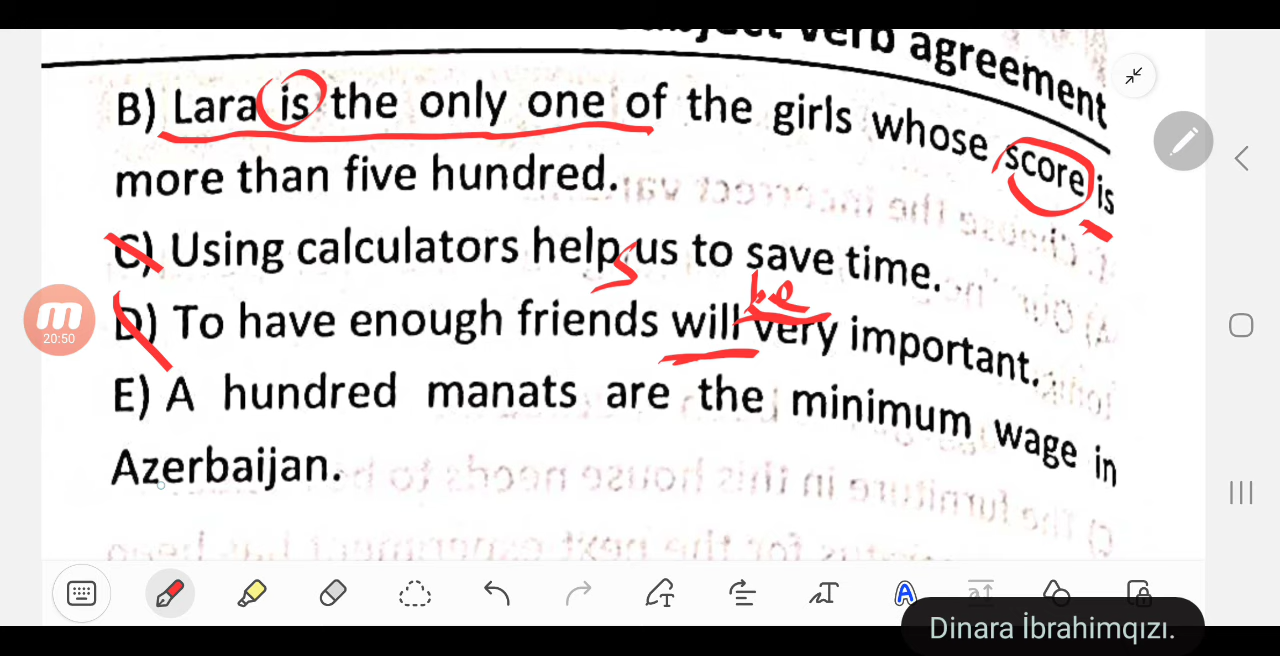 verb agreement
B) Lara is the only one of the girls whose score is
more than five hundred.
C) Using calculators help us to save time.
s
be
D) To have enough friends will very important.
E) A hundred manats are the minimum wage in
Azerbaijan.
20:50
Dinara İbrahimqızı.